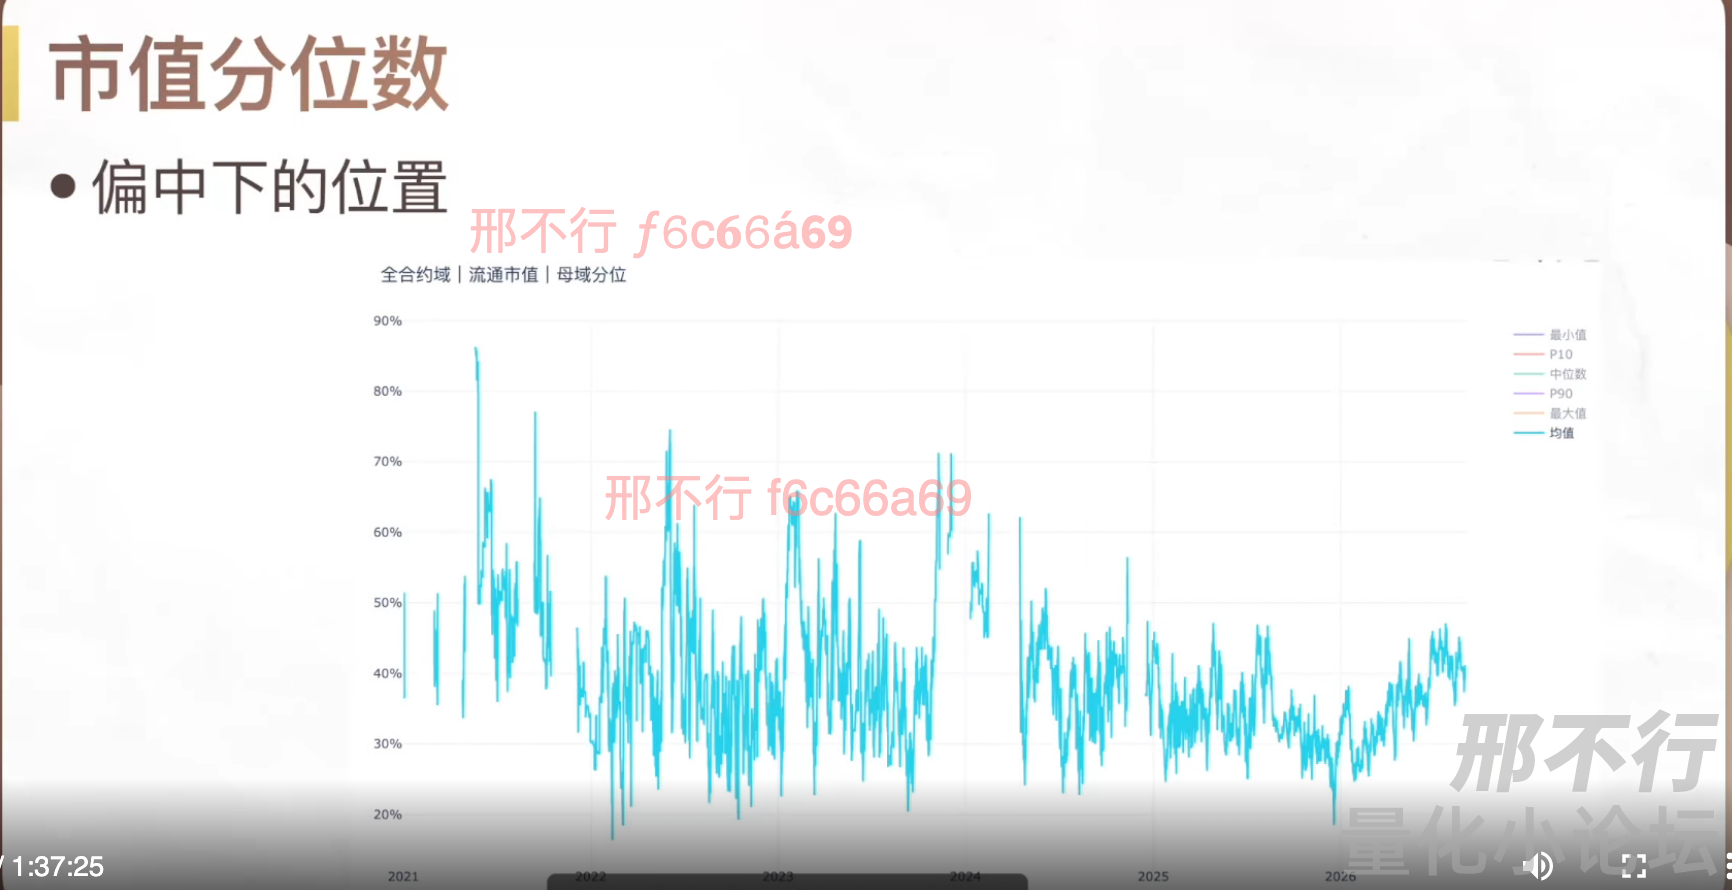 市值分位数
偏中下的位置
邢不行 f6c66á69
全合约域 | 流通市值 | 母域分位
90%
最小值
P10
中位数
80%
P90
最大值
均值
70%
邢不行 f6c66a69
60%
50%
40%
30%
邢不行
20%
量化小论坛
/ 1:37:25
2021 2022 2023 2024 2025 2026